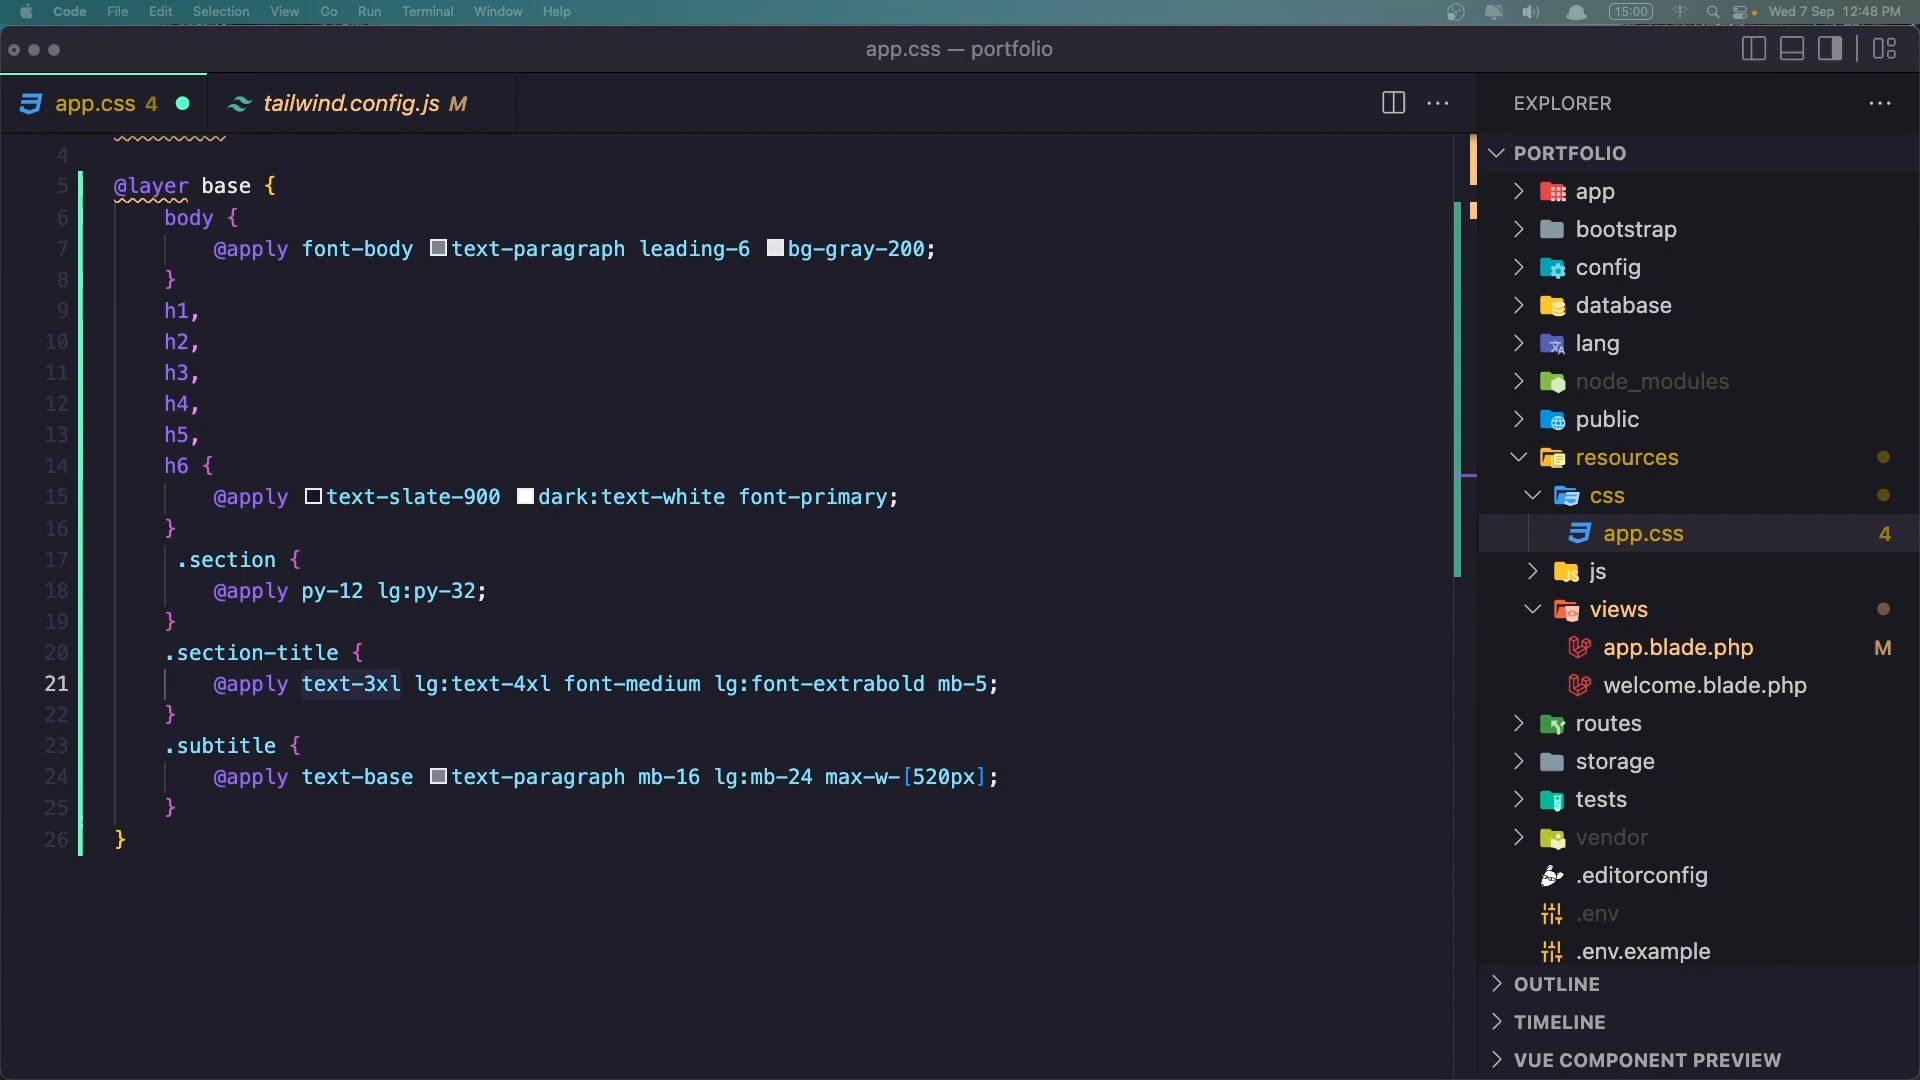 Code File Edit Selection View Go Run Terminal Window Help 15:00 Wed 7 Sep 12:48 PM
app.css — portfolio
app.css 4 tailwind.config.js M
4
5 @layer base {
6 body {
7 @apply font-body text-paragraph leading-6 bg-gray-200;
8 }
9 h1,
10 h2,
11 h3,
12 h4,
13 h5,
14 h6 {
15 @apply text-slate-900 dark:text-white font-primary;
16 }
17 .section {
18 @apply py-12 lg:py-32;
19 }
20 .section-title {
21 @apply text-3xl lg:text-4xl font-medium lg:font-extrabold mb-5;
22 }
23 .subtitle {
24 @apply text-base text-paragraph mb-16 lg:mb-24 max-w-[520px];
25 }
26 }
EXPLORER
PORTFOLIO
app
bootstrap
config
database
lang
node_modules
public
resources
css
app.css 4
js
views
app.blade.php M
welcome.blade.php
routes
storage
tests
vendor
.editorconfig
.env
.env.example
OUTLINE
TIMELINE
VUE COMPONENT PREVIEW